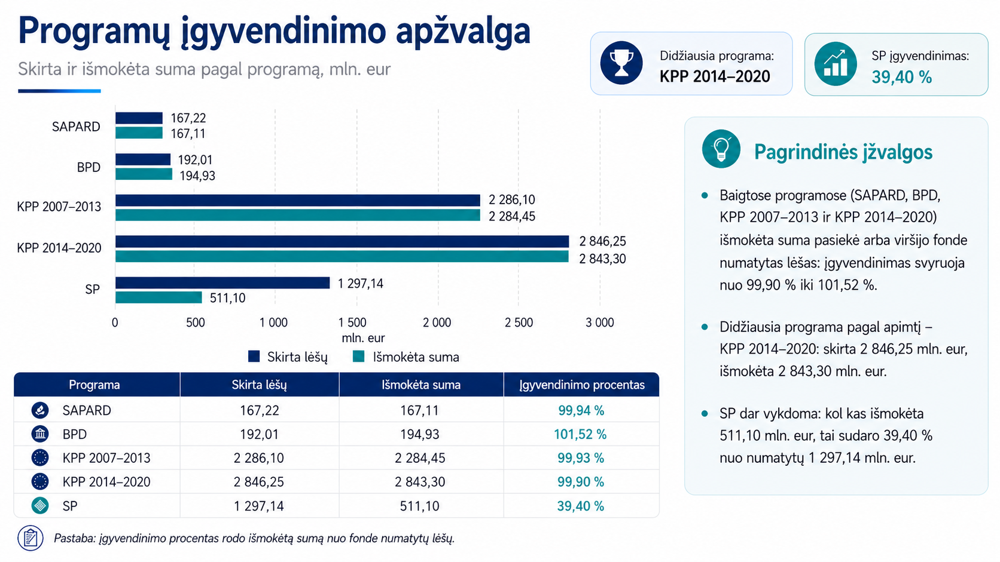 Programų įgyvendinimo apžvalga
Skirta ir išmokėta suma pagal programą, mln. eur
Didžiausia programa:
KPP 2014–2020
SP įgyvendinimas:
39,40 %
SAPARD
167,22
167,11
BPD
192,01
194,93
KPP 2007–2013
2 286,10
2 284,45
KPP 2014–2020
2 846,25
2 843,30
SP
1 297,14
511,10
0 500 1 000 1 500 2 000 2 500 3 000
mln. eur
Skirta lėšų Išmokėta suma
Programa Skirta lėšų Išmokėta suma Įgyvendinimo procentas
SAPARD 167,22 167,11 99,94 %
BPD 192,01 194,93 101,52 %
KPP 2007–2013 2 286,10 2 284,45 99,93 %
KPP 2014–2020 2 846,25 2 843,30 99,90 %
SP 1 297,14 511,10 39,40 %
Pastaba: įgyvendinimo procentas rodo išmokėtą sumą nuo fonde numatytų lėšų.
Pagrindinės įžvalgos
• Baigtose programose (SAPARD, BPD,
KPP 2007–2013 ir KPP 2014–2020)
išmokėta suma pasiekė arba viršijo fonde
numatytas lėšas: įgyvendinimas svyruoja
nuo 99,90 % iki 101,52 %.
• Didžiausia programa pagal apimtį –
KPP 2014–2020: skirta 2 846,25 mln. eur,
išmokėta 2 843,30 mln. eur.
• SP dar vykdoma: kol kas išmokėta
511,10 mln. eur, tai sudaro 39,40 %
nuo numatytų 1 297,14 mln. eur.